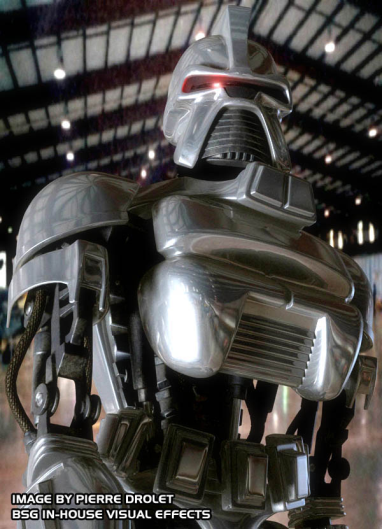 IMAGE BY PIERRE DROLET
BSG IN-HOUSE VISUAL EFFECTS